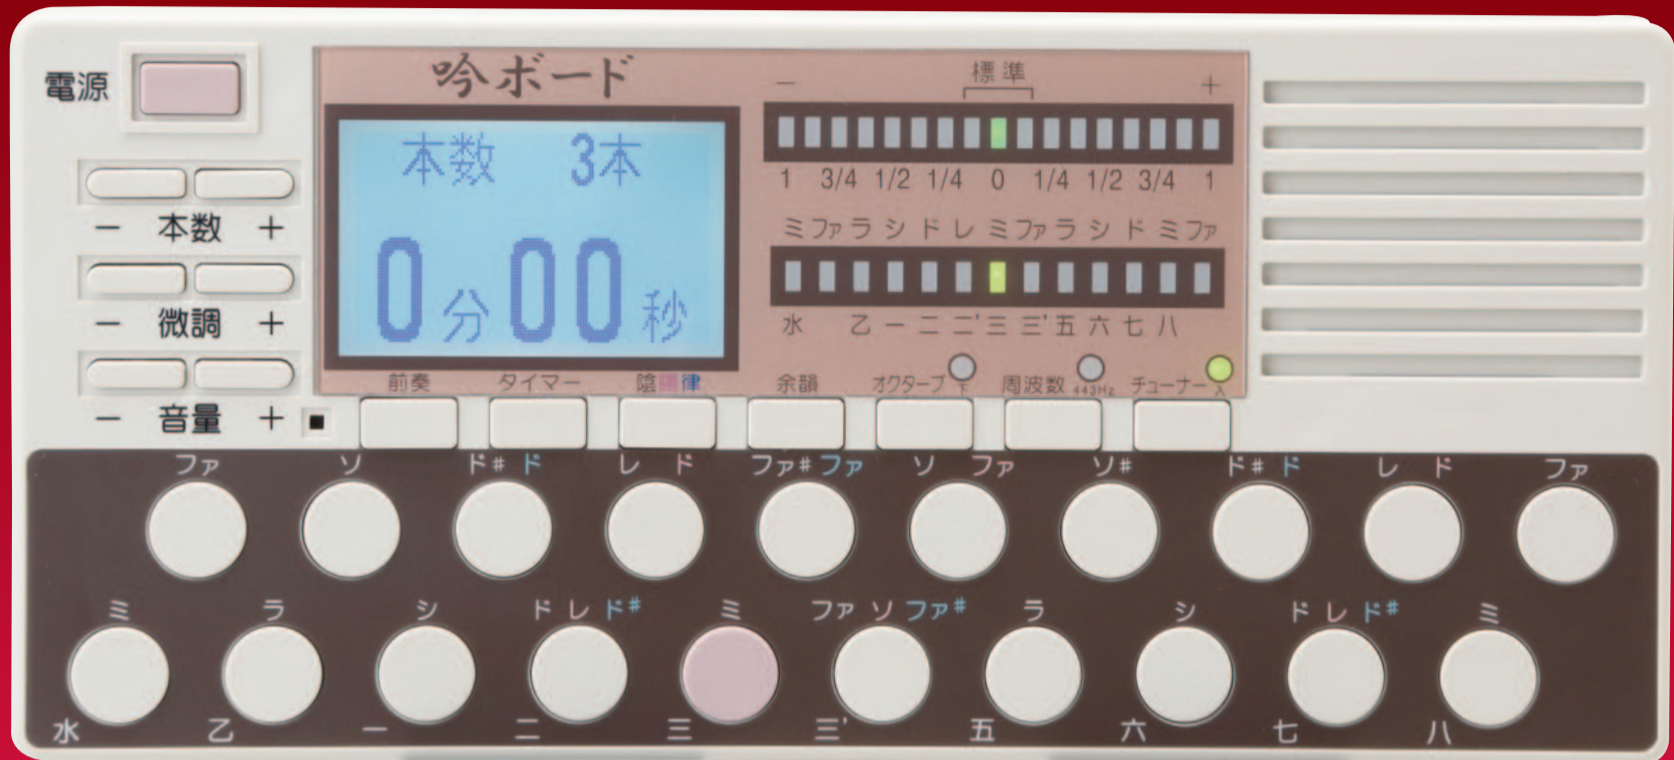 電源
吟ボード
標準
－ ＋
本数 3本
1 3/4 1/2 1/4 0 1/4 1/2 3/4 1
－ 本数 ＋
ミ ファ ラ シ ド レ ミ ファ ラ シ ド ミ ファ
0分00秒
－ 微調 ＋
水 乙 一 二 二' 三 三' 五 六 七 八
前奏 タイマー 陰陽律 余韻 オクターブ 下 周波数 443Hz チューナー 入
－ 音量 ＋
ファ ソ ド♯ ド レ ド ファ♯ ファ ソ ファ ソ♯ ド♯ ド レ ド ファ
ミ ラ シ ド レ ド♯ ミ ファ ソ ファ♯ ラ シ ド レ ド♯ ミ
水 乙 一 二 三 三' 五 六 七 八